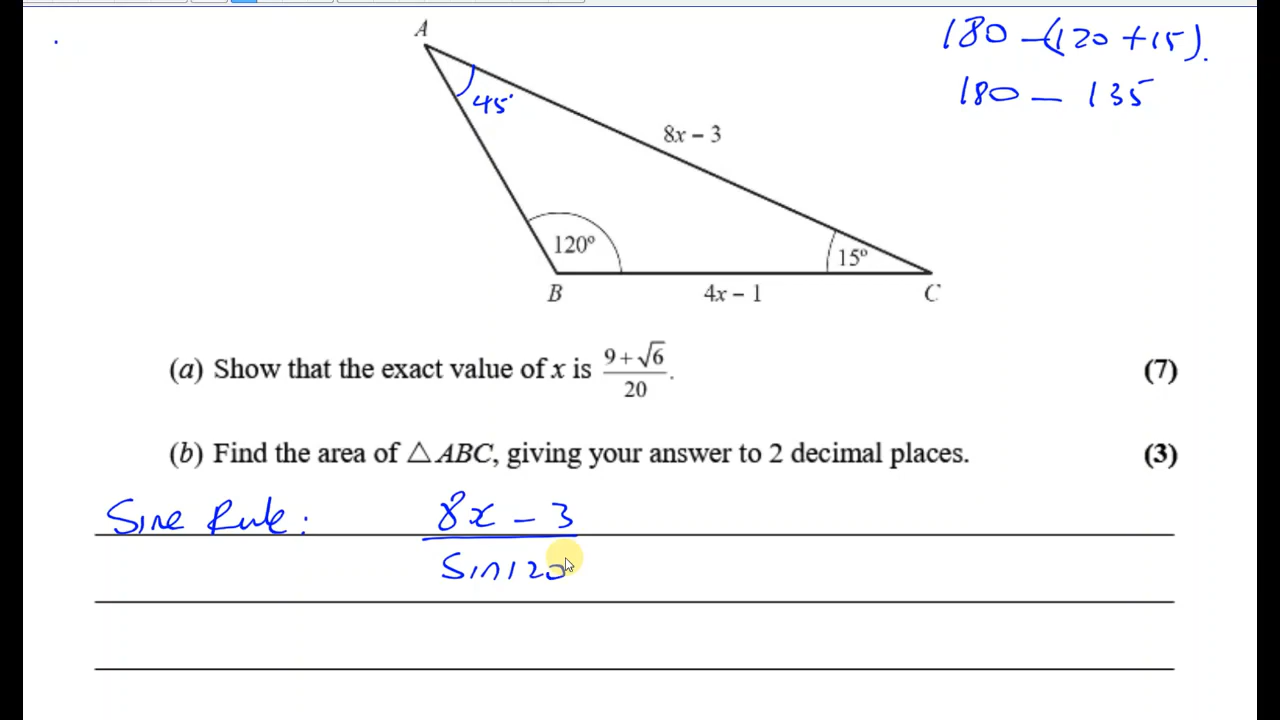 A
180 - (120 + 15).
180 - 135
45°
8x – 3
120°
15°
B
4x – 1
C
(a) Show that the exact value of x is (9 + √6)/20. (7)
(b) Find the area of △ABC, giving your answer to 2 decimal places. (3)
Sine Rule: 8x - 3
sin 120